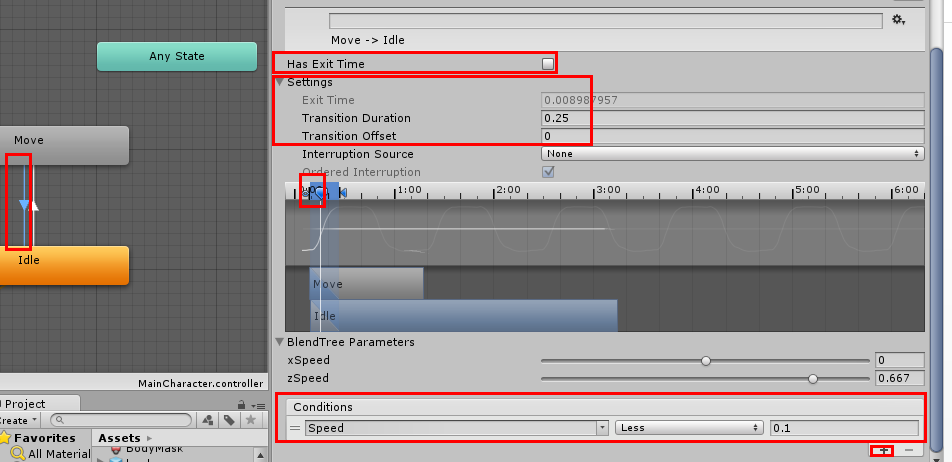 Any State
Move
Idle
MainCharacter.controller
Project
Create
Favorites
All Material
Assets
BodyMask
Move -> Idle
Has Exit Time
Settings
Exit Time 0.008987957
Transition Duration 0.25
Transition Offset 0
Interruption Source None
Ordered Interruption
1:00 2:00 3:00 4:00 5:00 6:00
Move
Idle
BlendTree Parameters
xSpeed 0
zSpeed 0.667
Conditions
Speed Less 0.1